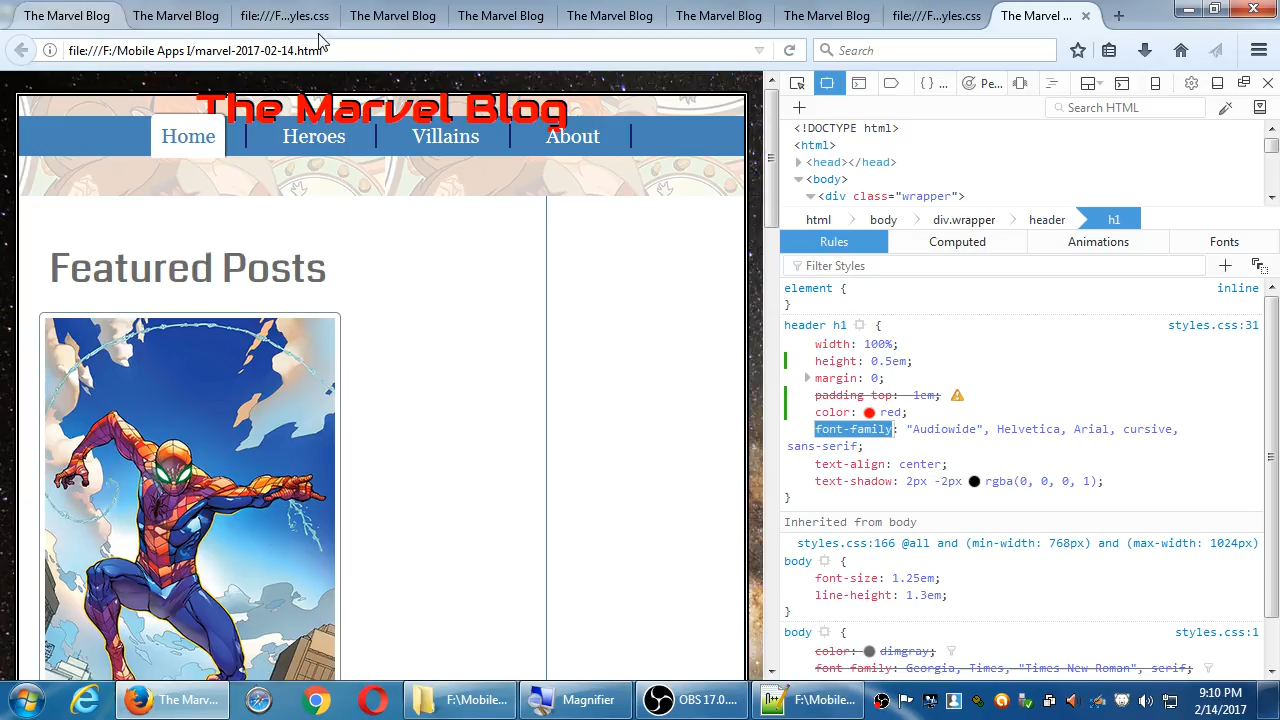 The Marvel Blog
The Marvel Blog
file:///F:...yles.css
The Marvel Blog
The Marvel Blog
The Marvel Blog
The Marvel Blog
The Marvel Blog
file:///F:...yles.css
The Marvel ...
file:///F:/Mobile Apps I/marvel-2017-02-14.html
Search
The Marvel Blog
Home
Heroes
Villains
About
Featured Posts
{ } ...
Pe...
Search HTML
<!DOCTYPE html>
<html>
<head></head>
<body>
<div class="wrapper">
html
body
div.wrapper
header
h1
Rules
Computed
Animations
Fonts
Filter Styles
element {
inline
}
header h1 {
styles.css:31
width: 100%;
height: 0.5em;
margin: 0;
padding top: 1em;
color: red;
font-family: "Audiowide", Helvetica, Arial, cursive,
sans-serif;
text-align: center;
text-shadow: 2px -2px rgba(0, 0, 0, 1);
}
Inherited from body
styles.css:166 @all and (min-width: 768px) and (max-width: 1024px)
body {
font-size: 1.25em;
line-height: 1.3em;
}
body {
styles.css:1
color: dimgray;
font family: Georgia, Times, "Times New Roman", serif;
The Marv...
F:\Mobile...
Magnifier
OBS 17.0....
F:\Mobile...
9:10 PM
2/14/2017